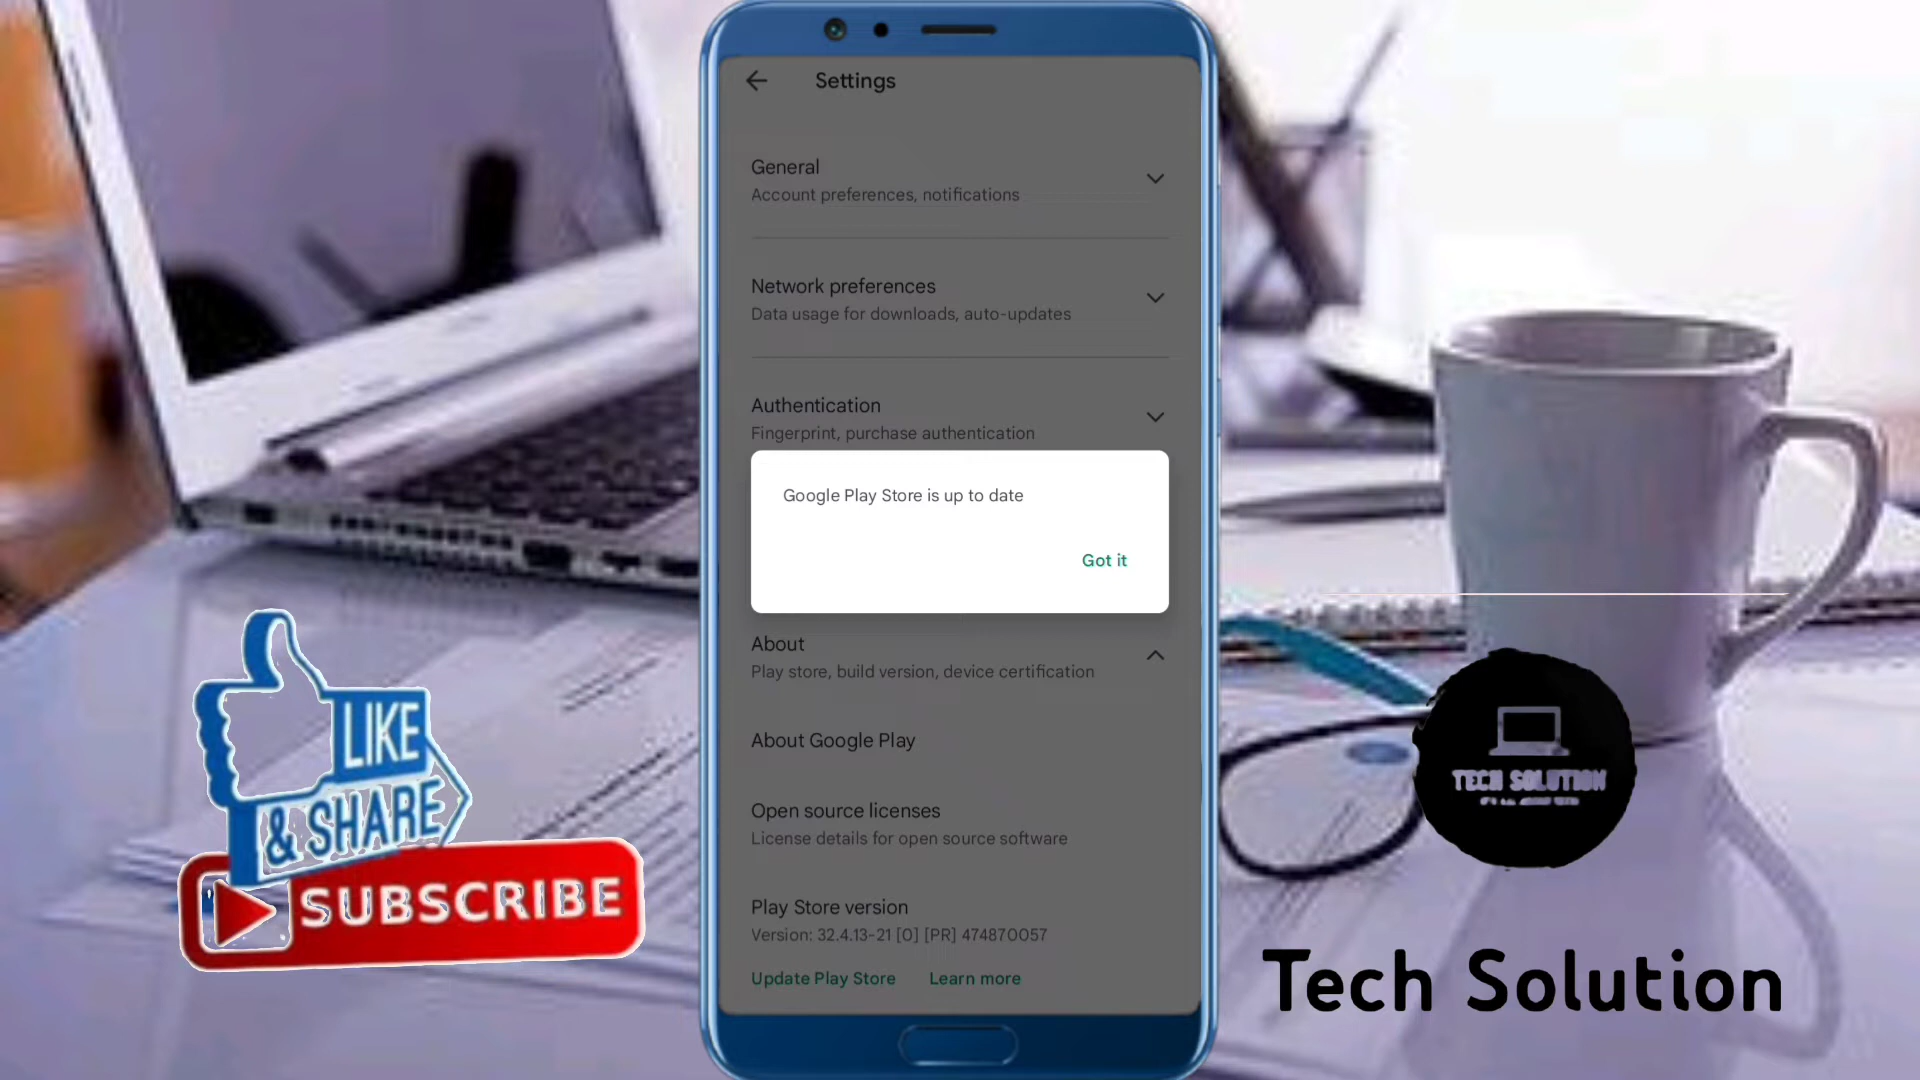 Settings
General
Account preferences, notifications
Network preferences
Data usage for downloads, auto-updates
Authentication
Fingerprint, purchase authentication
Google Play Store is up to date
Got it
About
Play store, build version, device certification
About Google Play
Open source licenses
License details for open source software
Play Store version
Version: 32.4.13-21 [0] [PR] 474870057
Update Play Store Learn more
LIKE
& SHARE
SUBSCRIBE
TECH SOLUTION
Tech Solution